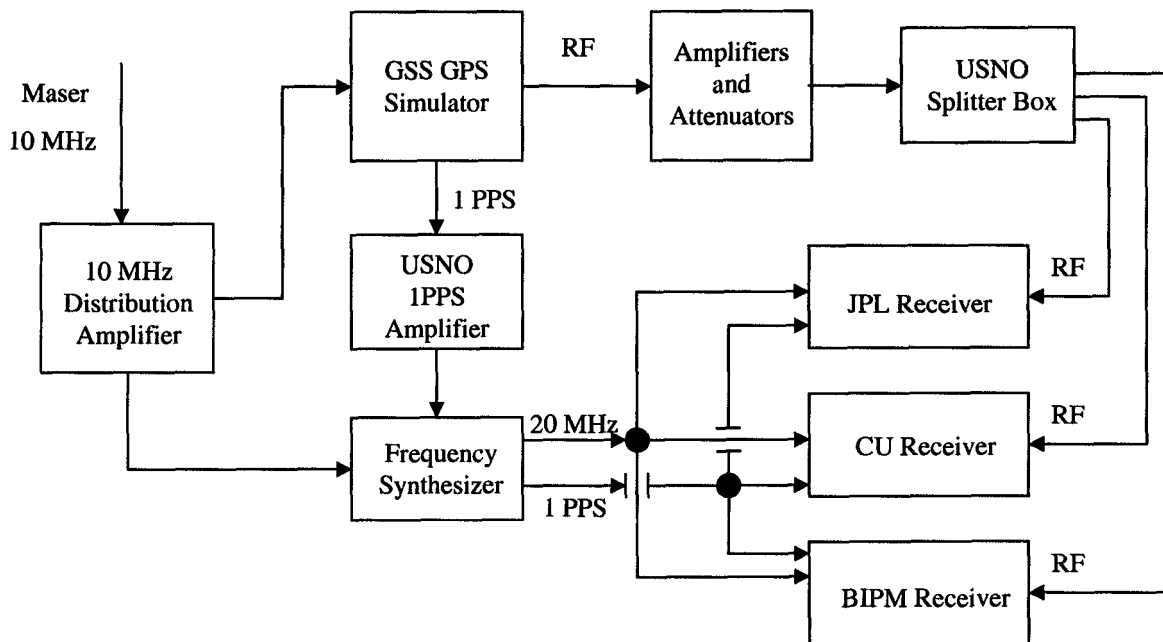 Maser
10 MHz
GSS GPS
Simulator
RF
Amplifiers
and
Attenuators
USNO
Splitter Box
1 PPS
10 MHz
Distribution
Amplifier
USNO
1PPS
Amplifier
RF
JPL Receiver
Frequency
Synthesizer
20 MHz
1 PPS
RF
CU Receiver
RF
BIPM Receiver